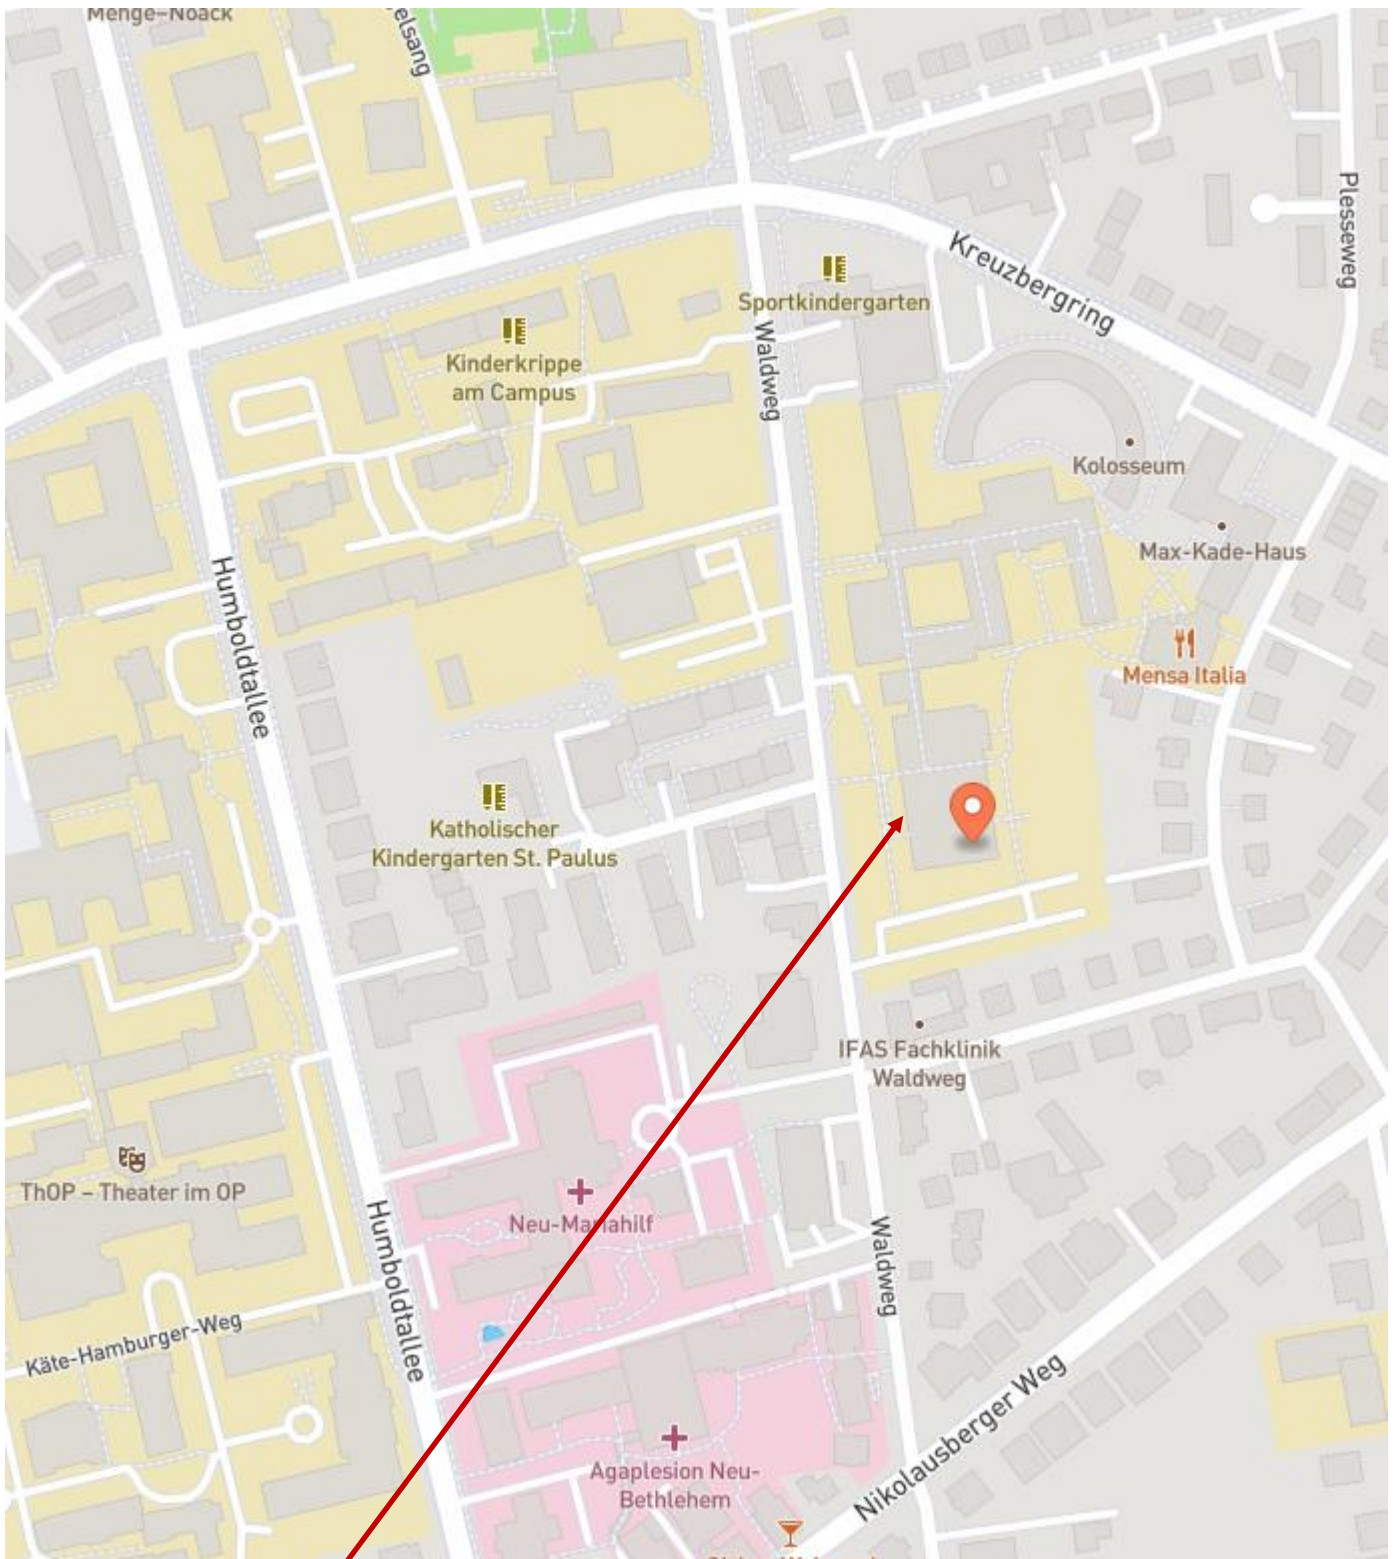 Menge-Noack
elsang
Plesseweg
Kreuzbergring
Sportkindergarten
Kinderkrippe
am Campus
Waldweg
Kolosseum
Max-Kade-Haus
Humboldtallee
Mensa Italia
Katholischer
Kindergarten St. Paulus
IFAS Fachklinik
Waldweg
ThOP – Theater im OP
Neu-Mariahilf
Humboldtallee
Waldweg
Käte-Hamburger-Weg
Nikolausberger Weg
Agaplesion Neu-
Bethlehem